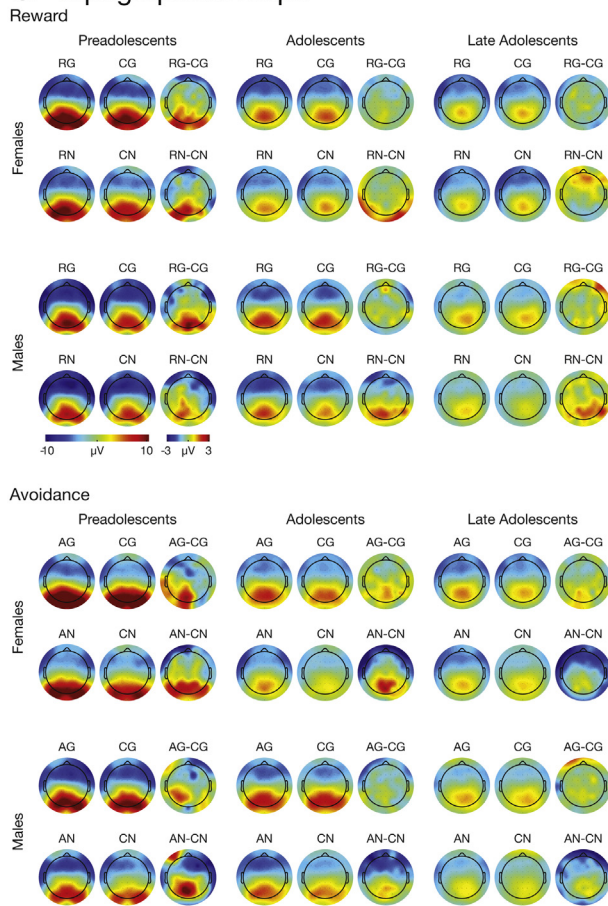 Reward
Preadolescents Adolescents Late Adolescents
RG CG RG-CG RG CG RG-CG RG CG RG-CG
Females
RN CN RN-CN RN CN RN-CN RN CN RN-CN
RG CG RG-CG RG CG RG-CG RG CG RG-CG
Males
RN CN RN-CN RN CN RN-CN RN CN RN-CN
-10 µV 10 -3 µV 3
Avoidance
Preadolescents Adolescents Late Adolescents
AG CG AG-CG AG CG AG-CG AG CG AG-CG
Females
AN CN AN-CN AN CN AN-CN AN CN AN-CN
AG CG AG-CG AG CG AG-CG AG CG AG-CG
Males
AN CN AN-CN AN CN AN-CN AN CN AN-CN